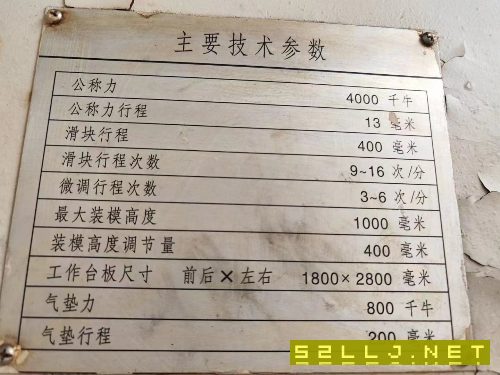 主要技术参数
公称力 4000 千牛
公称力行程 13 毫米
滑块行程 400 毫米
滑块行程次数 9~16 次/分
微调行程次数 3~6 次/分
最大装模高度 1000 毫米
装模高度调节量 400 毫米
工作台板尺寸 前后×左右 1800×2800 毫米
气垫力 800 千牛
气垫行程 200 毫米
52LLJ.NET